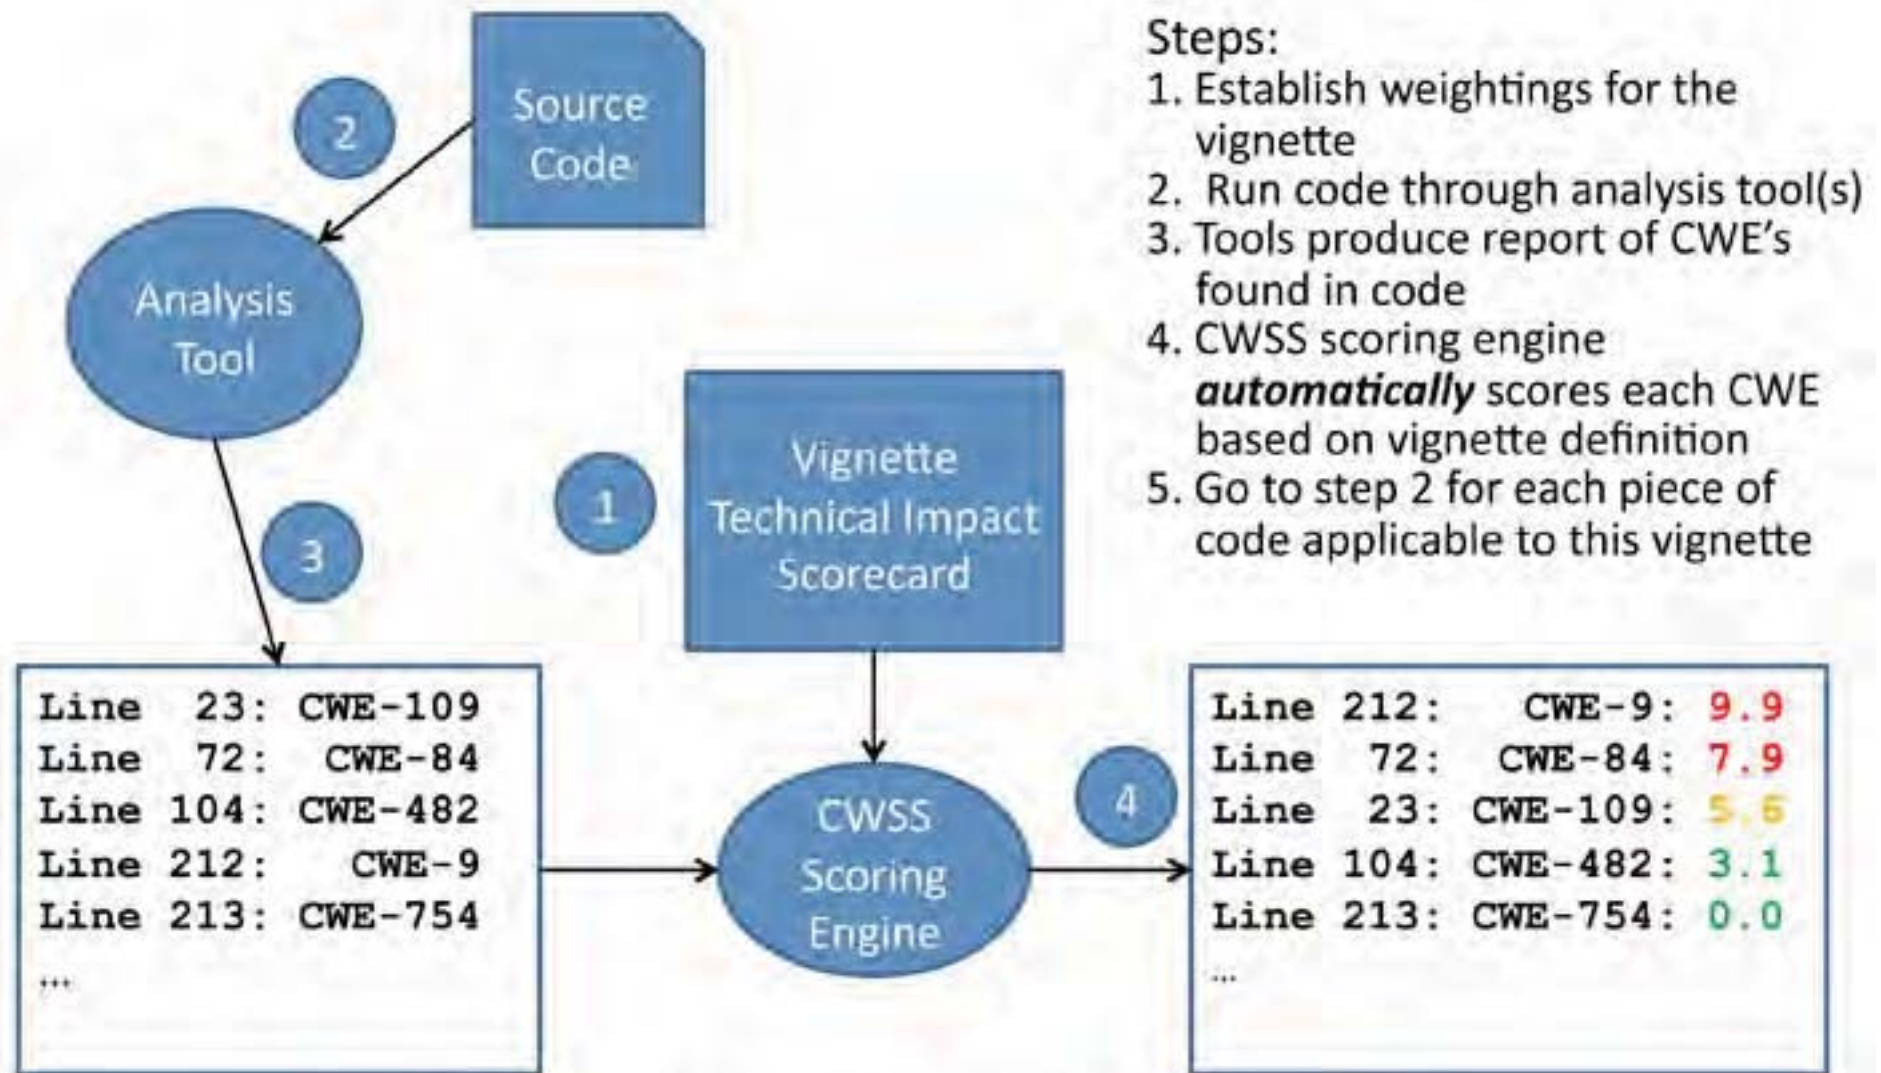 Steps:
1. Establish weightings for the
vignette
2. Run code through analysis tool(s)
3. Tools produce report of CWE's
found in code
4. CWSS scoring engine
automatically scores each CWE
based on vignette definition
5. Go to step 2 for each piece of
code applicable to this vignette
Source
Code
2
Analysis
Tool
3
1
Vignette
Technical Impact
Scorecard
Line 23: CWE-109
Line 72: CWE-84
Line 104: CWE-482
Line 212: CWE-9
Line 213: CWE-754
...
CWSS
Scoring
Engine
4
Line 212: CWE-9: 9.9
Line 72: CWE-84: 7.9
Line 23: CWE-109: 5.6
Line 104: CWE-482: 3.1
Line 213: CWE-754: 0.0
...